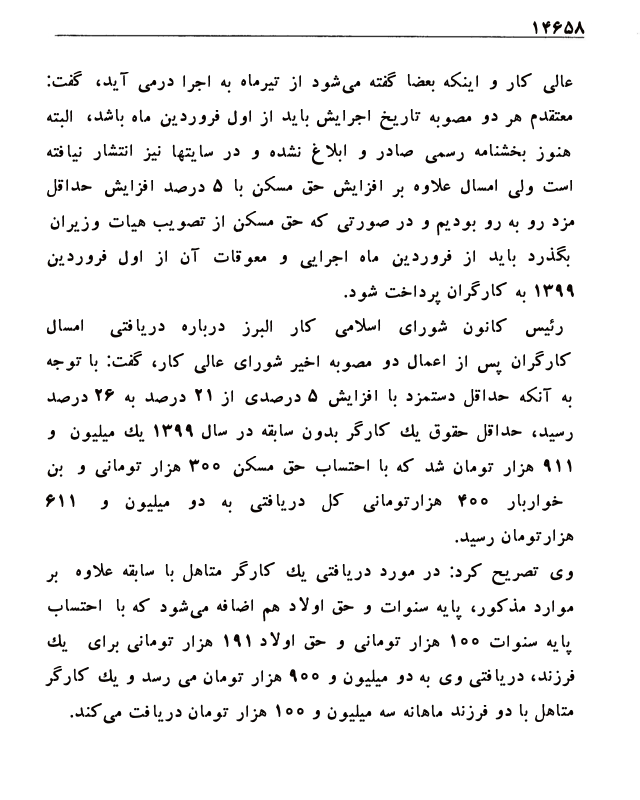 ۱۴۶۵۸
عالی کار و اینکه بعضا گفته می‌شود از تیرماه به اجرا درمی آید، گفت:
معتقدم هر دو مصوبه تاریخ اجرایش باید از اول فروردین ماه باشد، البته
هنوز بخشنامه رسمی صادر و ابلاغ نشده و در سایتها نیز انتشار نیافته
است ولی امسال علاوه بر افزایش حق مسکن با ۵ درصد افزایش حداقل
مزد رو به رو بودیم و در صورتی که حق مسکن از تصویب هیات وزیران
بگذرد باید از فروردین ماه اجرایی و معوقات آن از اول فروردین
۱۳۹۹ به کارگران پرداخت شود.
رئیس کانون شورای اسلامی کار البرز درباره دریافتی امسال
کارگران پس از اعمال دو مصوبه اخیر شورای عالی کار، گفت: با توجه
به آنکه حداقل دستمزد با افزایش ۵ درصدی از ۲۱ درصد به ۲۶ درصد
رسید، حداقل حقوق یك کارگر بدون سابقه در سال ۱۳۹۹ یك میلیون و
۹۱۱ هزار تومان شد که با احتساب حق مسکن ۳۰۰ هزار تومانی و بن
خواربار ۴۰۰ هزارتومانی کل دریافتی به دو میلیون و ۶۱۱
هزارتومان رسید.
وی تصریح کرد: در مورد دریافتی یك کارگر متاهل با سابقه علاوه بر
موارد مذکور، پایه سنوات و حق اولاد هم اضافه می‌شود که با احتساب
پایه سنوات ۱۰۰ هزار تومانی و حق اولاد ۱۹۱ هزار تومانی برای یك
فرزند، دریافتی وی به دو میلیون و ۹۰۰ هزار تومان می رسد و یك کارگر
متاهل با دو فرزند ماهانه سه میلیون و ۱۰۰ هزار تومان دریافت می‌کند.